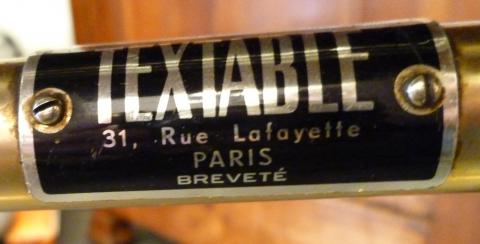 TEXTABLE
31, Rue Lafayette
PARIS
BREVETÉ